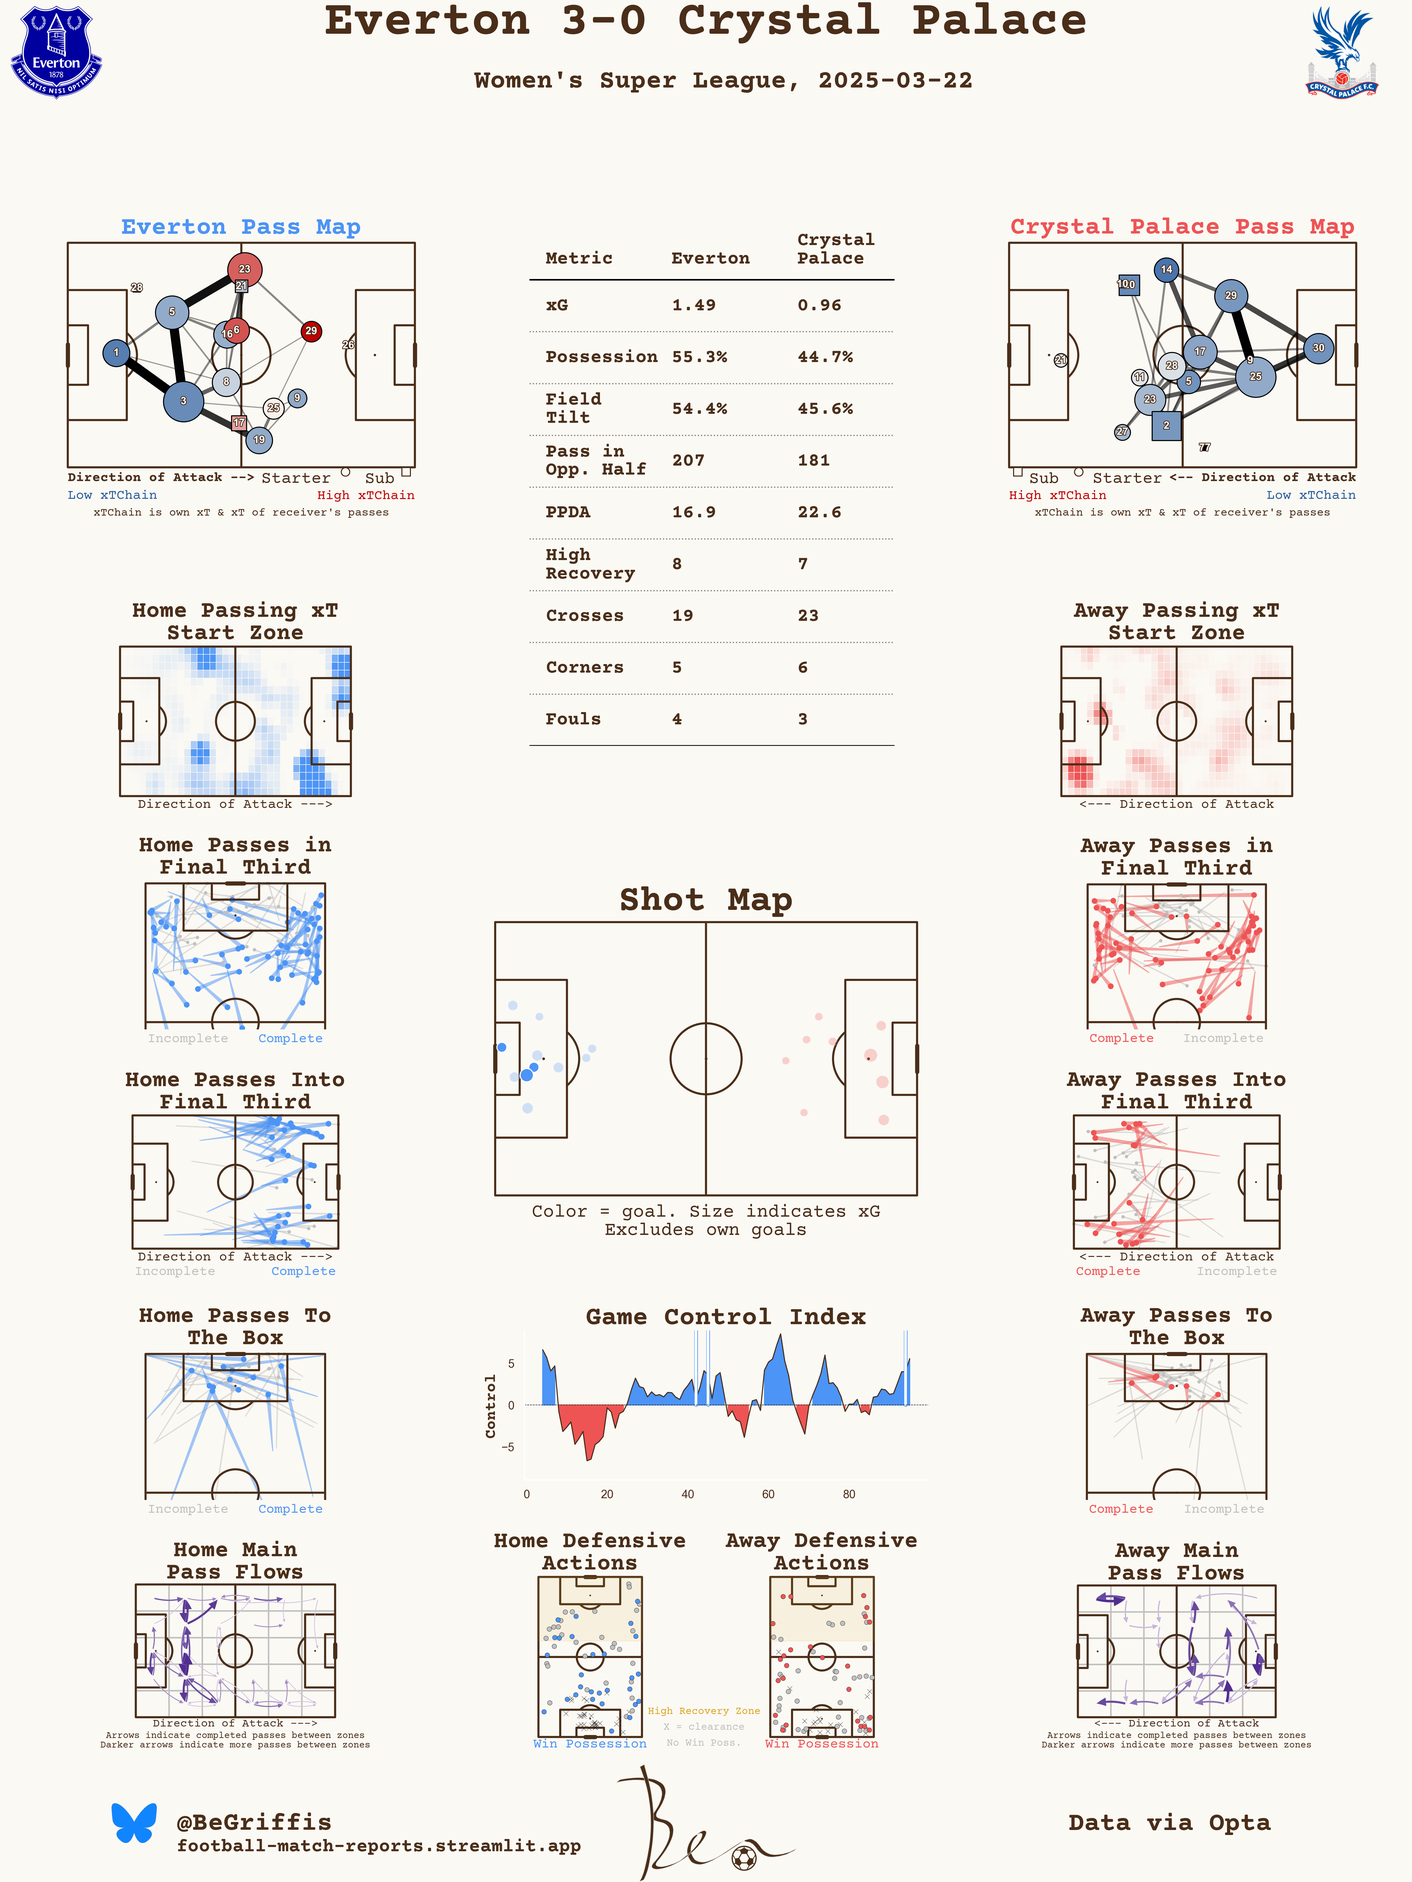 Everton 3-0 Crystal Palace
Women's Super League, 2025-03-22
Everton
1878
NIL SATIS NISI OPTIMUM
CRYSTAL PALACE F.C.
Everton Pass Map
28
23
21
5
16
6
29
26
1
8
3
25
9
17
19
Direction of Attack --> Starter Sub
Low xTChain High xTChain
xTChain is own xT & xT of receiver's passes
Metric Everton Crystal Palace
xG 1.49 0.96
Possession 55.3% 44.7%
Field Tilt 54.4% 45.6%
Pass in Opp. Half 207 181
PPDA 16.9 22.6
High Recovery 8 7
Crosses 19 23
Corners 5 6
Fouls 4 3
Crystal Palace Pass Map
14
10
29
30
17
21
28
9
11
5
25
23
2
27
77
Sub Starter <-- Direction of Attack
High xTChain Low xTChain
xTChain is own xT & xT of receiver's passes
Home Passing xT
Start Zone
Direction of Attack --->
Away Passing xT
Start Zone
<--- Direction of Attack
Home Passes in
Final Third
Incomplete Complete
Away Passes in
Final Third
Complete Incomplete
Shot Map
Color = goal. Size indicates xG
Excludes own goals
Home Passes Into
Final Third
Direction of Attack --->
Incomplete Complete
Away Passes Into
Final Third
<--- Direction of Attack
Complete Incomplete
Home Passes To
The Box
Incomplete Complete
Game Control Index
Control
5
0
−5
0 20 40 60 80
Away Passes To
The Box
Complete Incomplete
Home Main
Pass Flows
Direction of Attack --->
Arrows indicate completed passes between zones
Darker arrows indicate more passes between zones
Home Defensive
Actions
Win Possession
Away Defensive
Actions
Win Possession
High Recovery Zone
X = clearance
No Win Poss.
Away Main
Pass Flows
<--- Direction of Attack
Arrows indicate completed passes between zones
Darker arrows indicate more passes between zones
@BeGriffis
football-match-reports.streamlit.app
Ben
Data via Opta